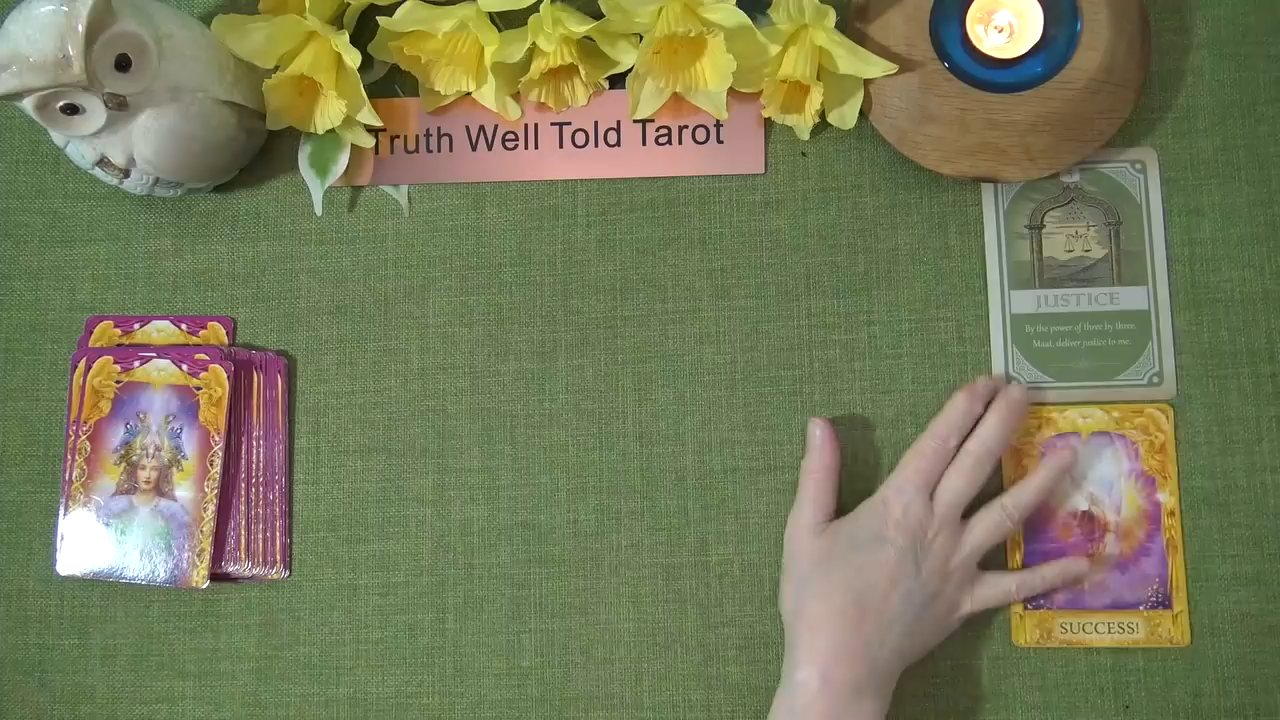 Truth Well Told Tarot
JUSTICE
By the power of three by three.
Maat, deliver justice to me.
SUCCESS!